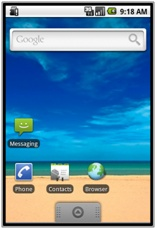 9:18 AM
Google
Messaging
Phone
Contacts
Browser